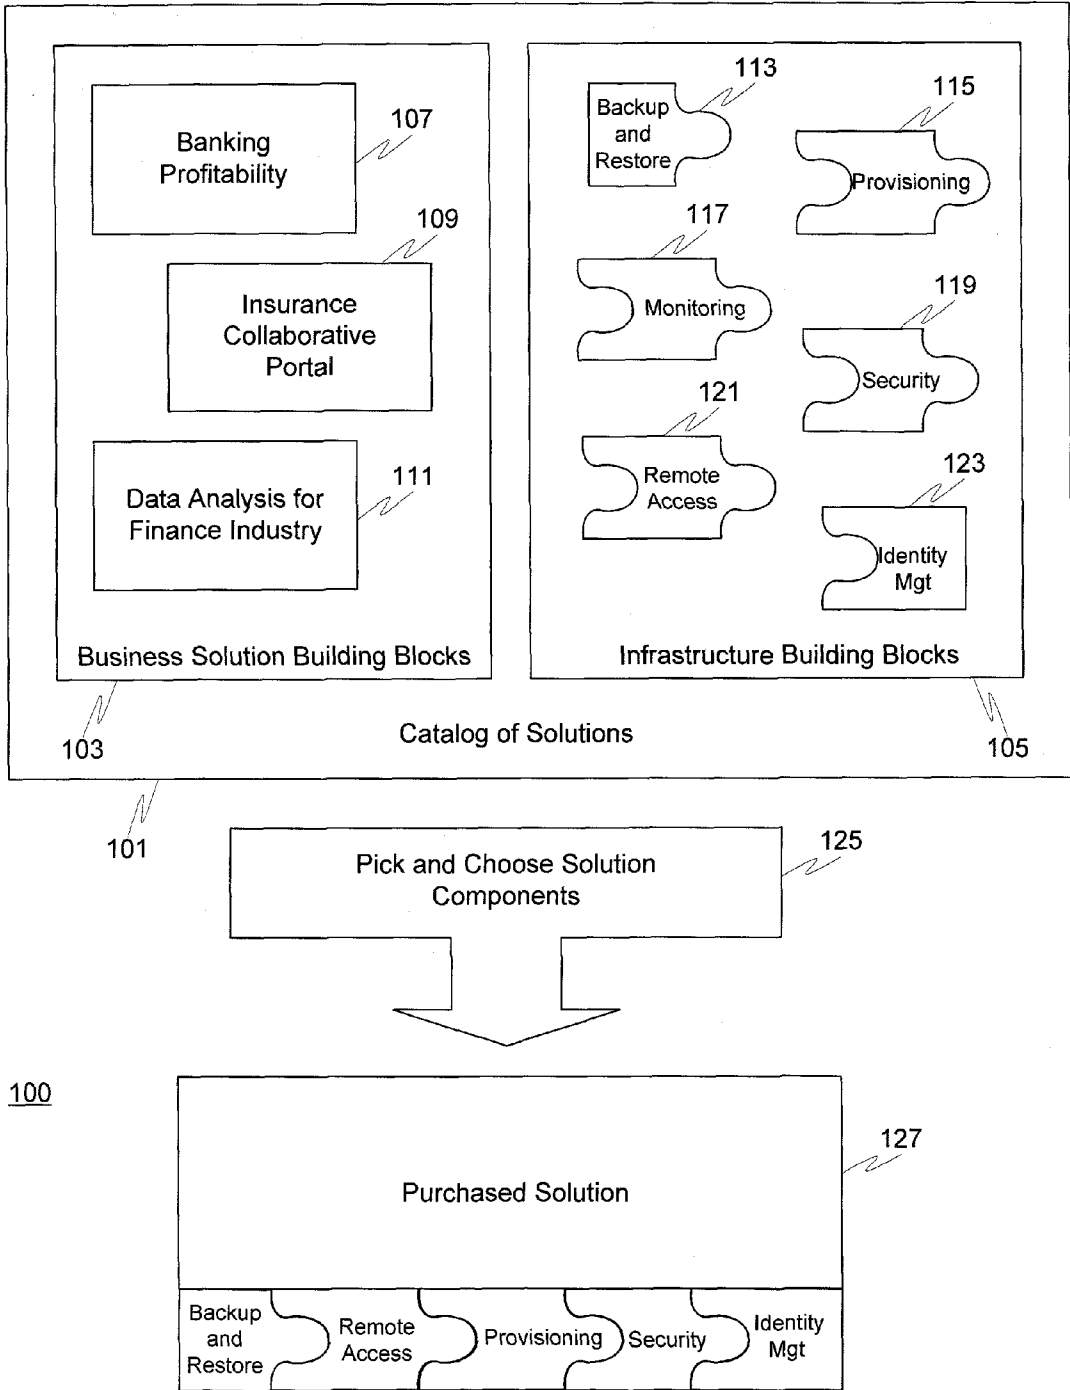 Banking
Profitability
107
109
Insurance
Collaborative
Portal
Data Analysis for
Finance Industry
111
Business Solution Building Blocks
103
Backup
and
Restore
113
115
Provisioning
117
Monitoring
119
Security
121
Remote
Access
123
Identity
Mgt
Infrastructure Building Blocks
105
Catalog of Solutions
101
Pick and Choose Solution
Components
125
100
127
Purchased Solution
Backup
and
Restore
Remote
Access
Provisioning
Security
Identity
Mgt